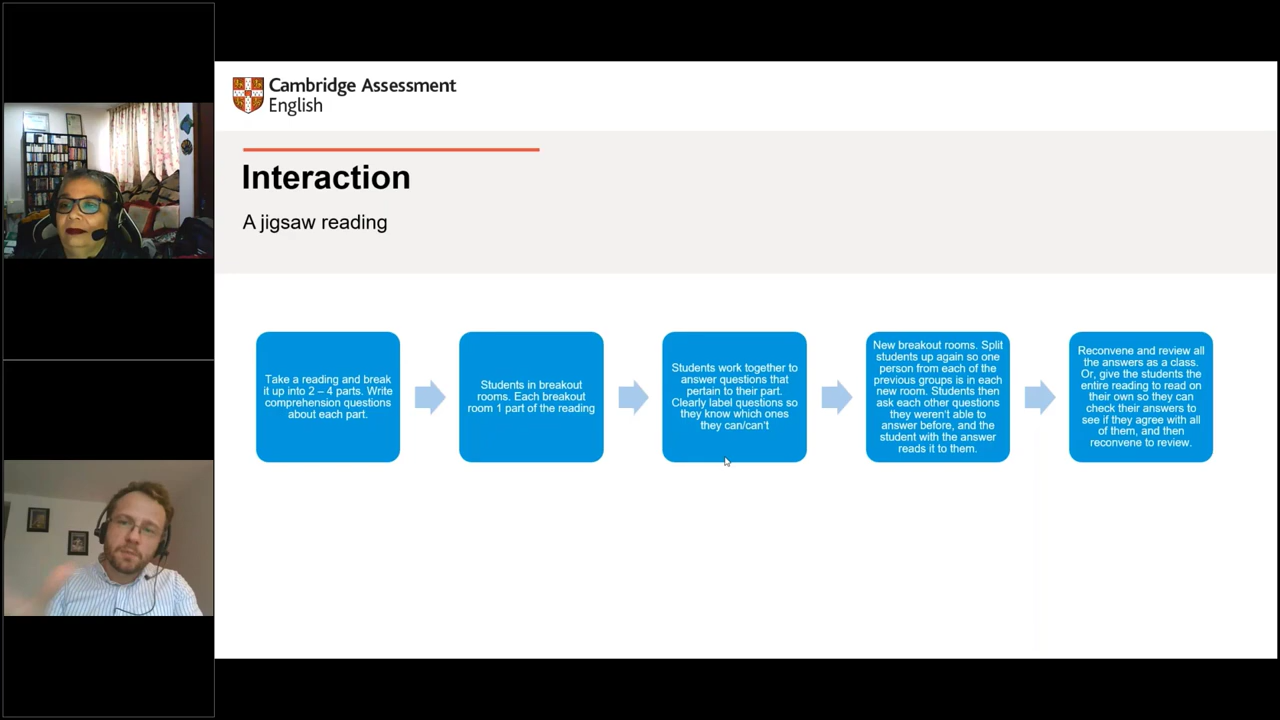 Cambridge Assessment
English
Interaction
A jigsaw reading
Take a reading and break
it up into 2 – 4 parts. Write
comprehension questions
about each part.
Students in breakout
rooms. Each breakout
room 1 part of the reading
Students work together to
answer questions that
pertain to their part.
Clearly label questions so
they know which ones
they can/can't
New breakout rooms. Split
students up again so one
person from each of the
previous groups is in each
new room. Students then
ask each other questions
they weren't able to
answer before, and the
student with the answer
reads it to them.
Reconvene and review all
the answers as a class.
Or, give the students the
entire reading to read on
their own so they can
check their answers to
see if they agree with all
of them, and then
reconvene to review.